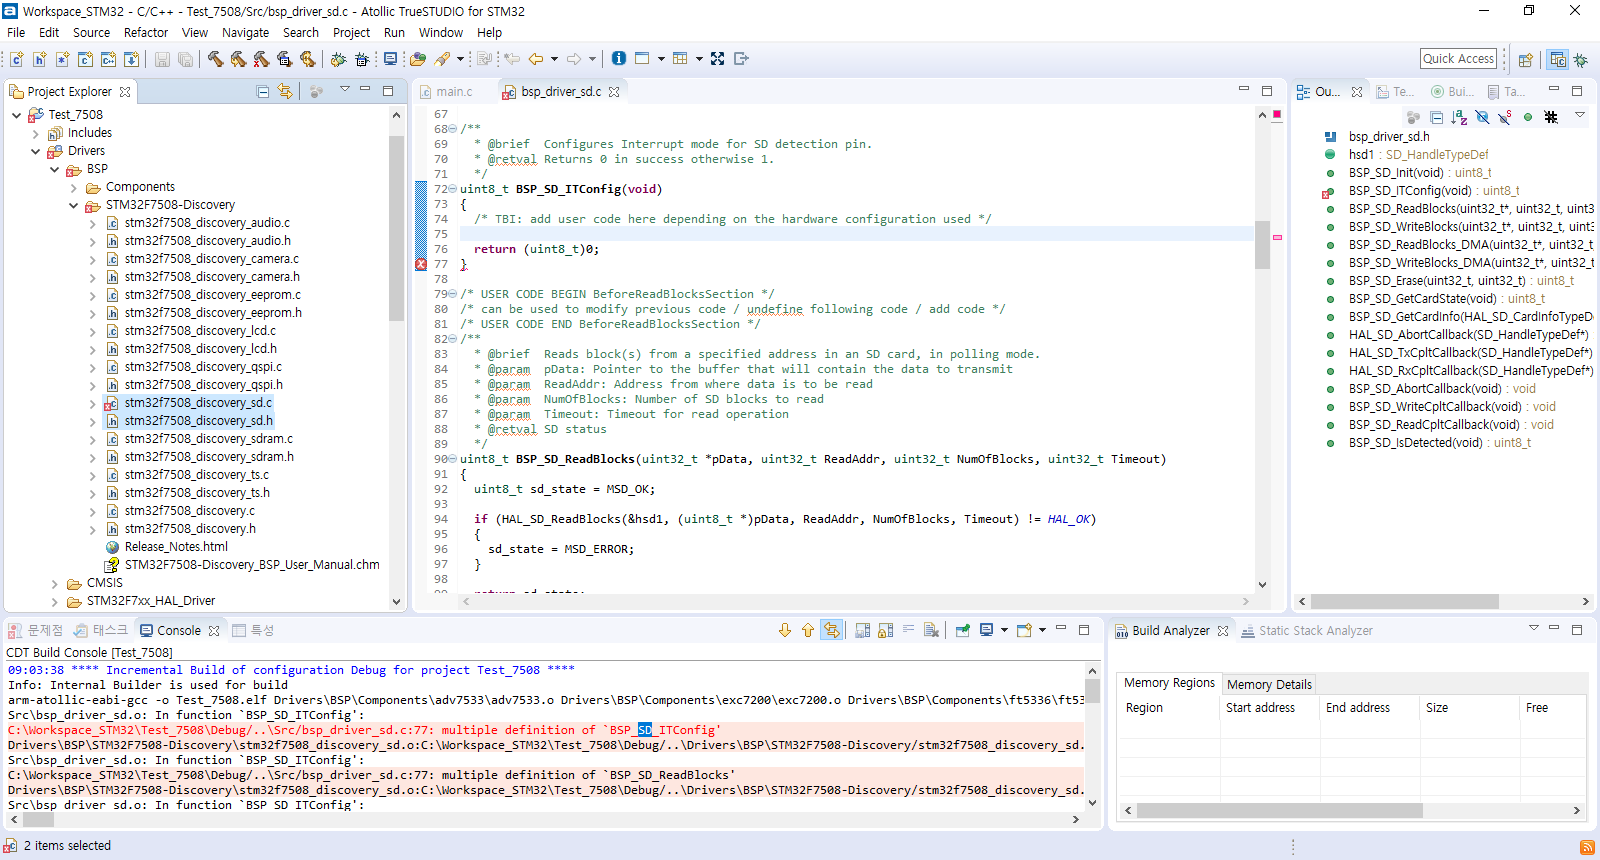 Workspace_STM32 - C/C++ - Test_7508/Src/bsp_driver_sd.c - Atollic TrueSTUDIO for STM32
File Edit Source Refactor View Navigate Search Project Run Window Help
Quick Access
Project Explorer
Test_7508
Includes
Drivers
BSP
Components
STM32F7508-Discovery
stm32f7508_discovery_audio.c
stm32f7508_discovery_audio.h
stm32f7508_discovery_camera.c
stm32f7508_discovery_camera.h
stm32f7508_discovery_eeprom.c
stm32f7508_discovery_eeprom.h
stm32f7508_discovery_lcd.c
stm32f7508_discovery_lcd.h
stm32f7508_discovery_qspi.c
stm32f7508_discovery_qspi.h
stm32f7508_discovery_sd.c
stm32f7508_discovery_sd.h
stm32f7508_discovery_sdram.c
stm32f7508_discovery_sdram.h
stm32f7508_discovery_ts.c
stm32f7508_discovery_ts.h
stm32f7508_discovery.c
stm32f7508_discovery.h
Release_Notes.html
STM32F7508-Discovery_BSP_User_Manual.chm
CMSIS
STM32F7xx_HAL_Driver
main.c bsp_driver_sd.c
67
68 /**
69 * @brief Configures Interrupt mode for SD detection pin.
70 * @retval Returns 0 in success otherwise 1.
71 */
72 uint8_t BSP_SD_ITConfig(void)
73 {
74 /* TBI: add user code here depending on the hardware configuration used */
75
76 return (uint8_t)0;
77 }
78
79 /* USER CODE BEGIN BeforeReadBlocksSection */
80 /* can be used to modify previous code / undefine following code / add code */
81 /* USER CODE END BeforeReadBlocksSection */
82 /**
83 * @brief Reads block(s) from a specified address in an SD card, in polling mode.
84 * @param pData: Pointer to the buffer that will contain the data to transmit
85 * @param ReadAddr: Address from where data is to be read
86 * @param NumOfBlocks: Number of SD blocks to read
87 * @param Timeout: Timeout for read operation
88 * @retval SD status
89 */
90 uint8_t BSP_SD_ReadBlocks(uint32_t *pData, uint32_t ReadAddr, uint32_t NumOfBlocks, uint32_t Timeout)
91 {
92 uint8_t sd_state = MSD_OK;
93
94 if (HAL_SD_ReadBlocks(&hsd1, (uint8_t *)pData, ReadAddr, NumOfBlocks, Timeout) != HAL_OK)
95 {
96 sd_state = MSD_ERROR;
97 }
98
Ou... Te... Bui... Ta...
bsp_driver_sd.h
hsd1 : SD_HandleTypeDef
BSP_SD_Init(void) : uint8_t
BSP_SD_ITConfig(void) : uint8_t
BSP_SD_ReadBlocks(uint32_t*, uint32_t, uint3
BSP_SD_WriteBlocks(uint32_t*, uint32_t, uint3
BSP_SD_ReadBlocks_DMA(uint32_t*, uint32_t
BSP_SD_WriteBlocks_DMA(uint32_t*, uint32_t
BSP_SD_Erase(uint32_t, uint32_t) : uint8_t
BSP_SD_GetCardState(void) : uint8_t
BSP_SD_GetCardInfo(HAL_SD_CardInfoTypeD
HAL_SD_AbortCallback(SD_HandleTypeDef*)
HAL_SD_TxCpltCallback(SD_HandleTypeDef*)
HAL_SD_RxCpltCallback(SD_HandleTypeDef*)
BSP_SD_AbortCallback(void) : void
BSP_SD_WriteCpltCallback(void) : void
BSP_SD_ReadCpltCallback(void) : void
BSP_SD_IsDetected(void) : uint8_t
문제점 태스크 Console 특성
CDT Build Console [Test_7508]
09:03:38 **** Incremental Build of configuration Debug for project Test_7508 ****
Info: Internal Builder is used for build
arm-atollic-eabi-gcc -o Test_7508.elf Drivers\BSP\Components\adv7533\adv7533.o Drivers\BSP\Components\exc7200\exc7200.o Drivers\BSP\Components\ft5336\ft53
Src\bsp_driver_sd.o: In function `BSP_SD_ITConfig':
C:\Workspace_STM32\Test_7508\Debug/..\Src/bsp_driver_sd.c:77: multiple definition of `BSP_SD_ITConfig'
Drivers\BSP\STM32F7508-Discovery\stm32f7508_discovery_sd.o:C:\Workspace_STM32\Test_7508\Debug/..\Drivers\BSP\STM32F7508-Discovery/stm32f7508_discovery_sd.
Src\bsp_driver_sd.o: In function `BSP_SD_ITConfig':
C:\Workspace_STM32\Test_7508\Debug/..\Src/bsp_driver_sd.c:77: multiple definition of `BSP_SD_ReadBlocks'
Drivers\BSP\STM32F7508-Discovery\stm32f7508_discovery_sd.o:C:\Workspace_STM32\Test_7508\Debug/..\Drivers\BSP\STM32F7508-Discovery/stm32f7508_discovery_sd.
Src\bsp_driver_sd.o: In function `BSP_SD_ITConfig':
Build Analyzer Static Stack Analyzer
Memory Regions Memory Details
Region Start address End address Size Free
2 items selected